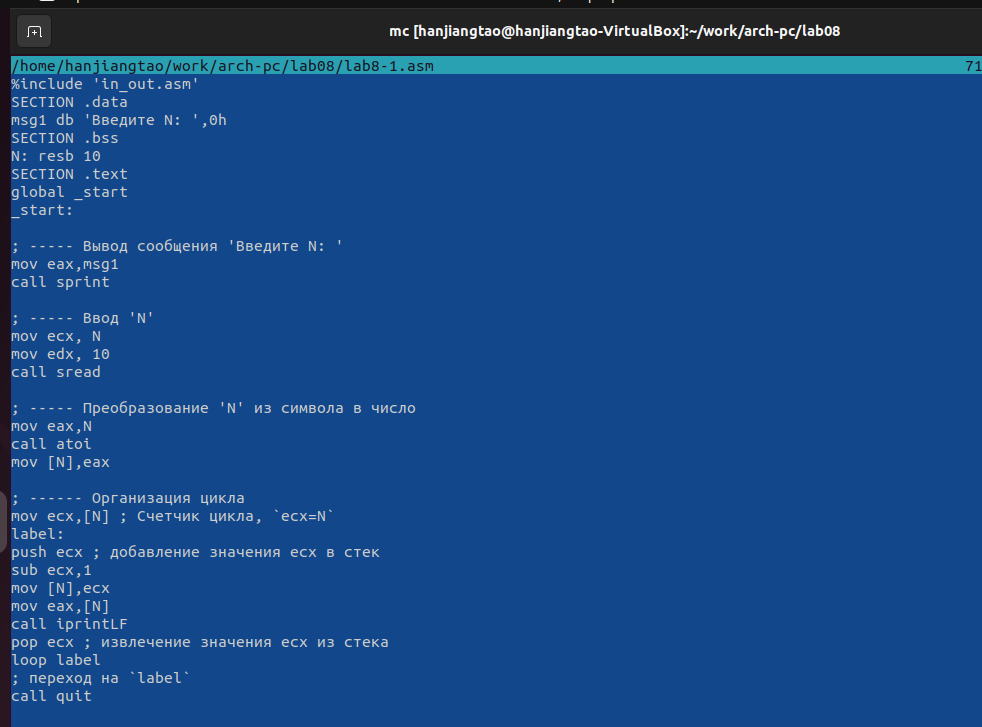 mc [hanjiangtao@hanjiangtao-VirtualBox]:~/work/arch-pc/lab08
/home/hanjiangtao/work/arch-pc/lab08/lab8-1.asm 71
%include 'in_out.asm'
SECTION .data
msg1 db 'Введите N: ',0h
SECTION .bss
N: resb 10
SECTION .text
global _start
_start:
; ----- Вывод сообщения 'Введите N: '
mov eax,msg1
call sprint
; ----- Ввод 'N'
mov ecx, N
mov edx, 10
call sread
; ----- Преобразование 'N' из символа в число
mov eax,N
call atoi
mov [N],eax
; ------ Организация цикла
mov ecx,[N] ; Счетчик цикла, `ecx=N`
label:
push ecx ; добавление значения ecx в стек
sub ecx,1
mov [N],ecx
mov eax,[N]
call iprintLF
pop ecx ; извлечение значения ecx из стека
loop label
; переход на `label`
call quit